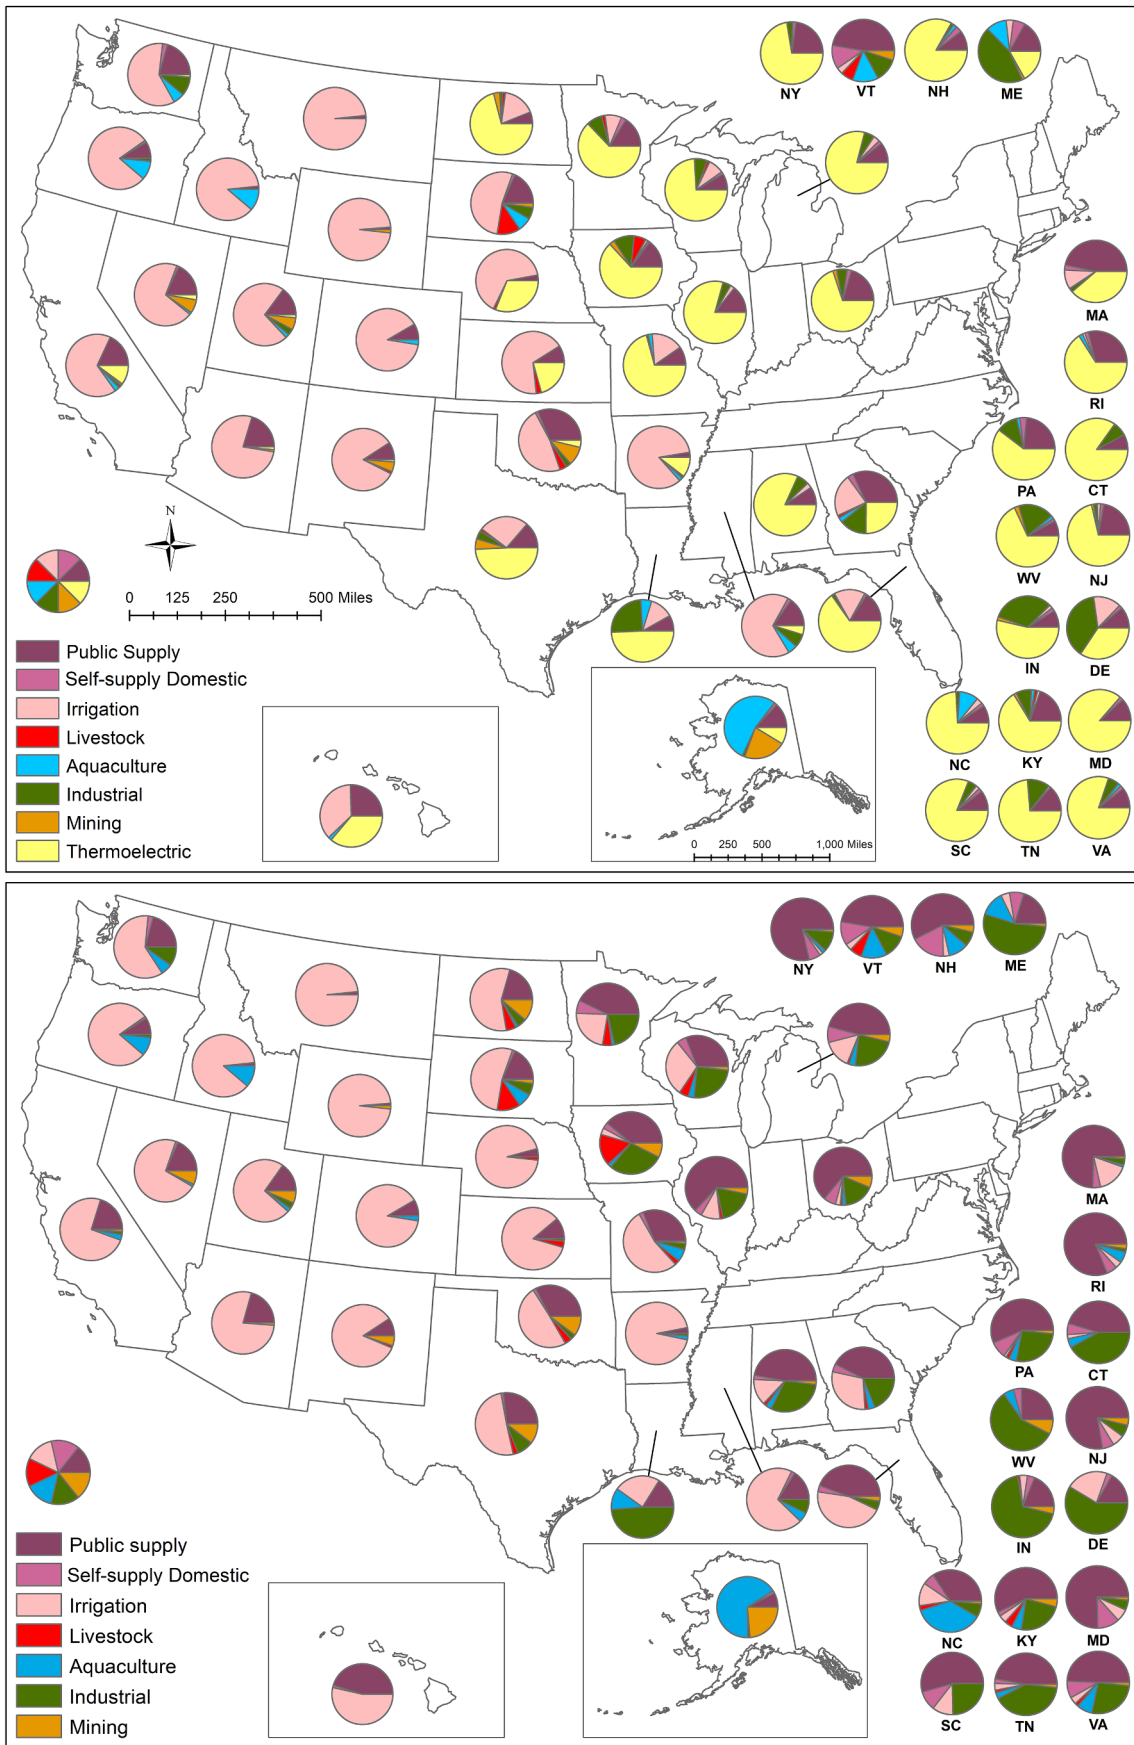 NY VT NH ME
MA
RI
PA CT
WV NJ
IN DE
NC KY MD
SC TN VA
N
0 125 250 500 Miles
Public Supply
Self-supply Domestic
Irrigation
Livestock
Aquaculture
Industrial
Mining
Thermoelectric
0 250 500 1,000 Miles
NY VT NH ME
MA
RI
PA CT
WV NJ
IN DE
NC KY MD
SC TN VA
Public supply
Self-supply Domestic
Irrigation
Livestock
Aquaculture
Industrial
Mining